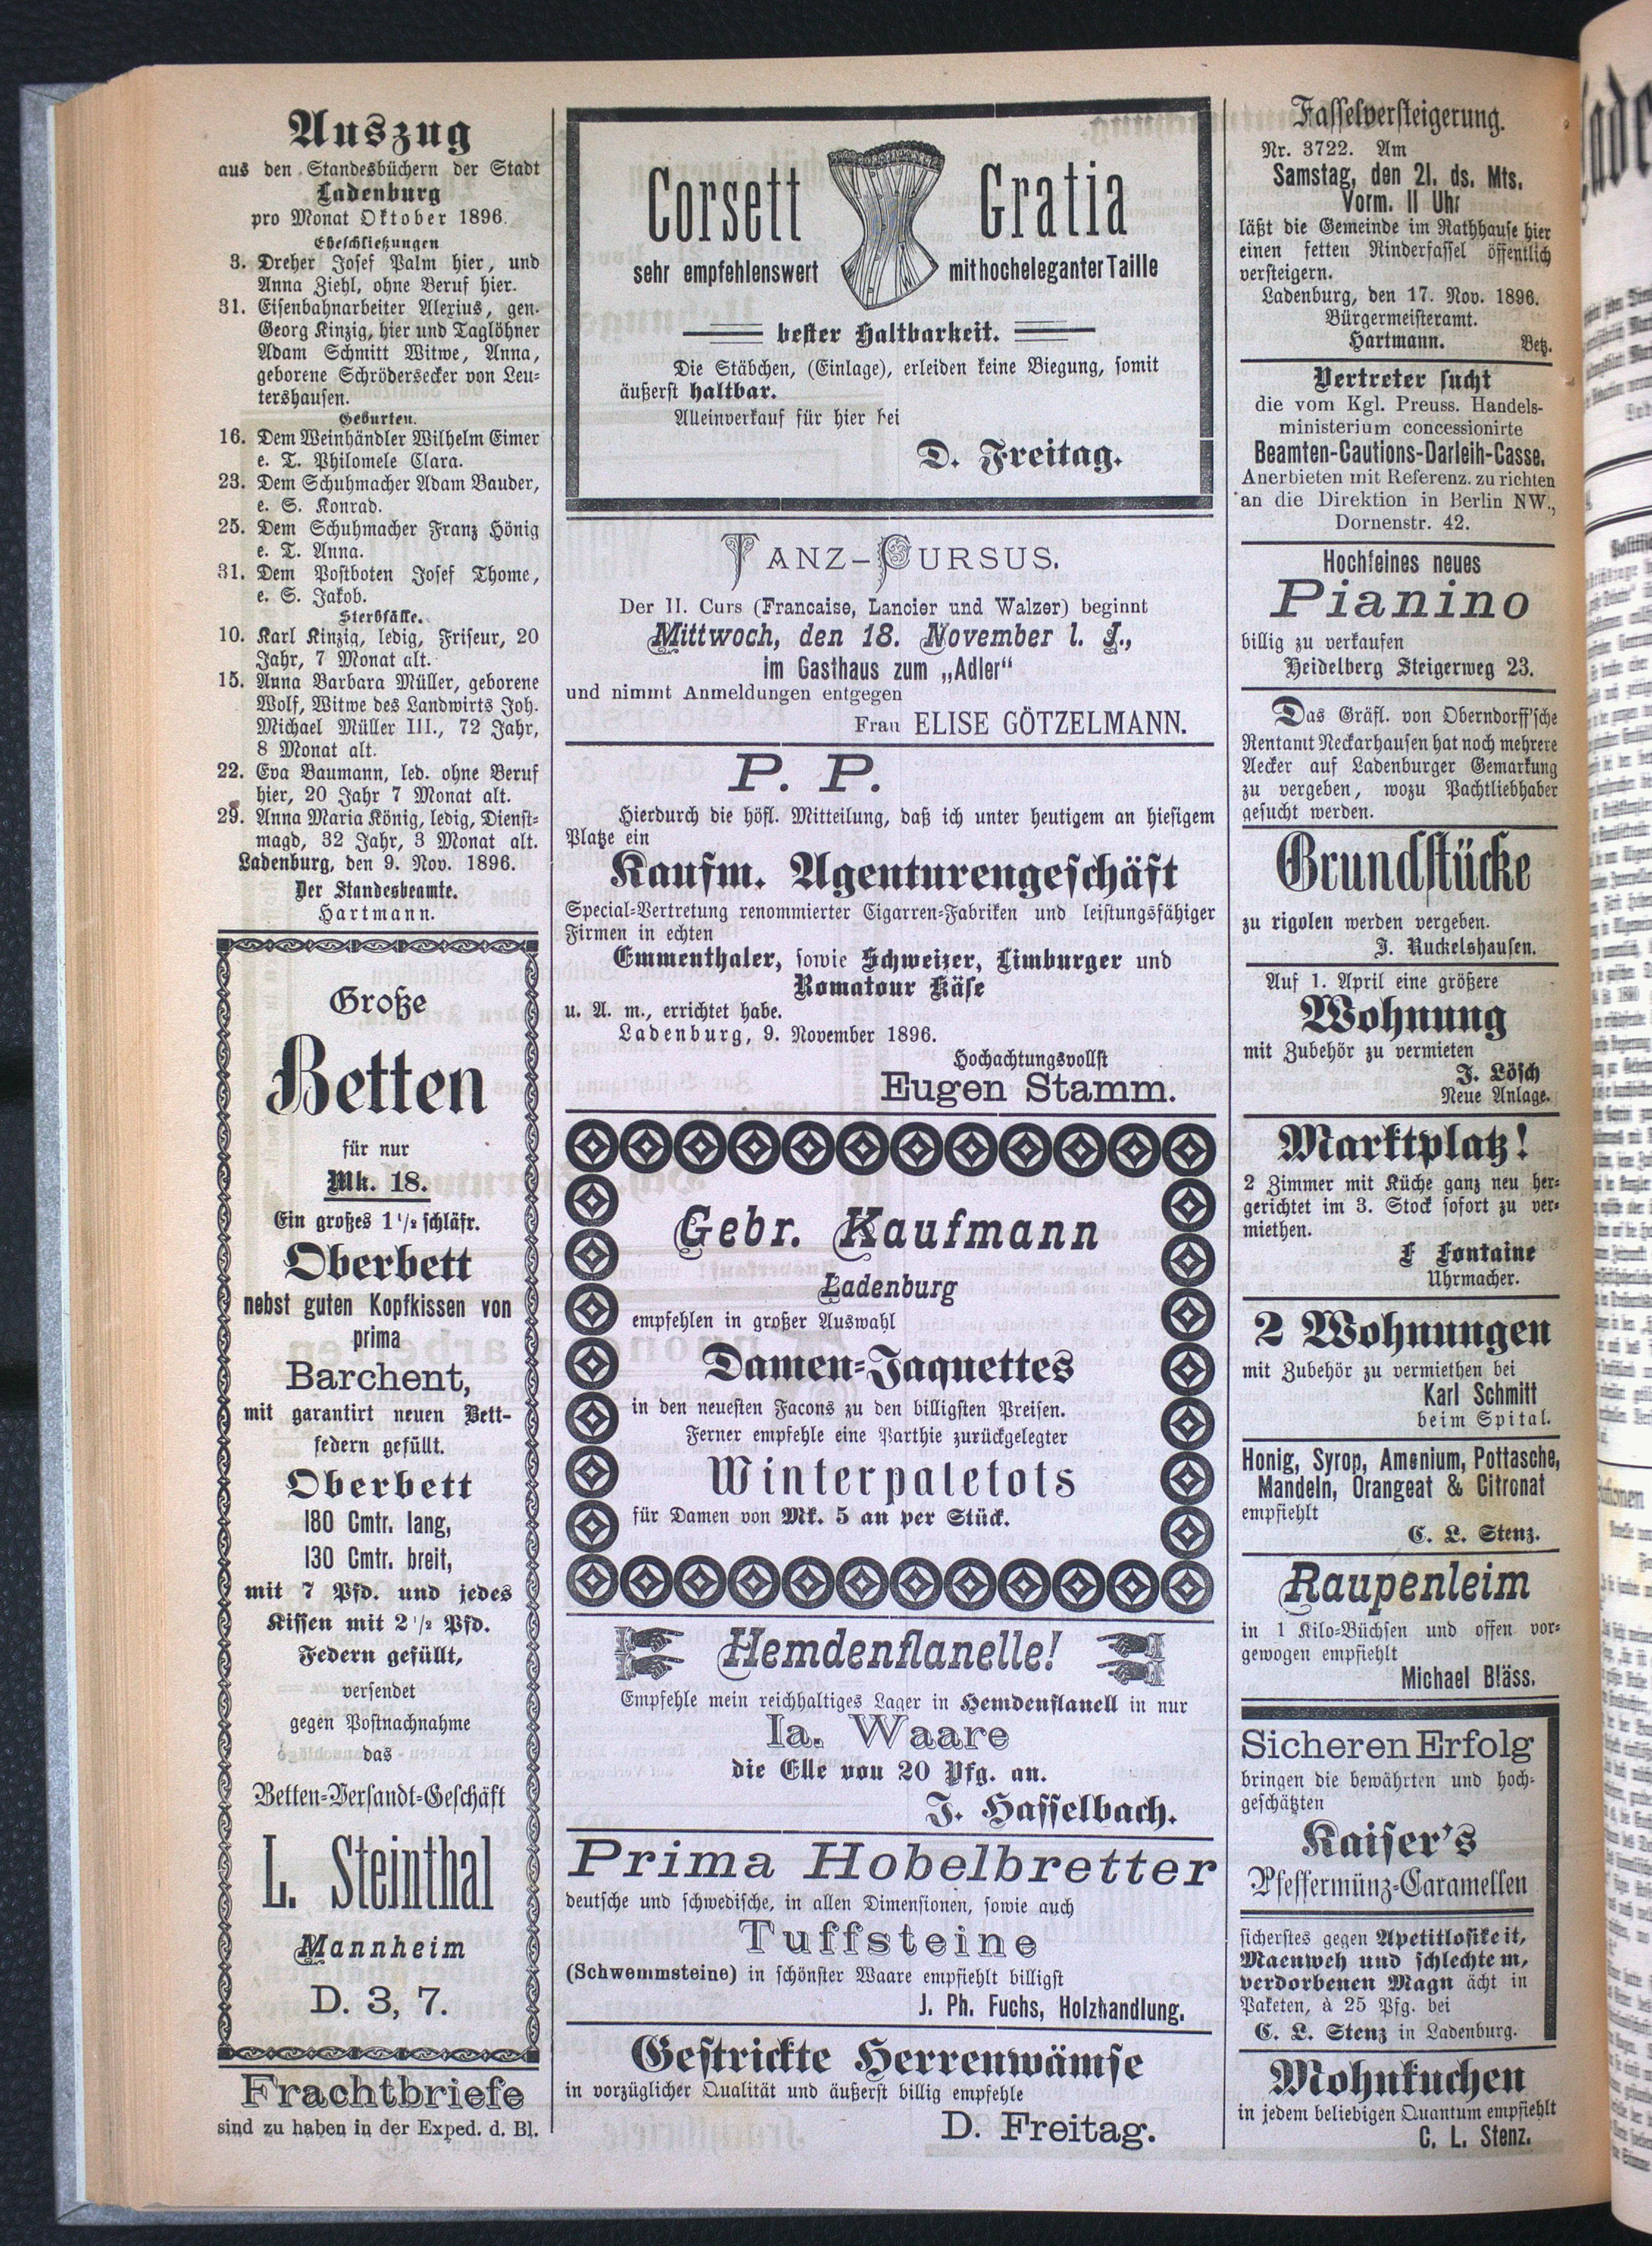 Auszug
aus den Standesbüchern der Stadt
Ladenburg
pro Monat Oktober 1896.
Eheschließungen
3. Dreher Josef Palm hier, und
Anna Ziehl, ohne Beruf hier.
31. Eisenbahnarbeiter Alexius, gen.
Georg Kinzig, hier und Taglöhner
Adam Schmitt Witwe, Anna,
geborene Schrödersecker von Leu-
tershausen.
Geburten.
16. Dem Weinhändler Wilhelm Eimer
e. T. Philomele Clara.
23. Dem Schuhmacher Adam Bauder,
e. S. Konrad.
25. Dem Schuhmacher Franz Hönig
e. T. Anna.
31. Dem Postboten Josef Thome,
e. S. Jakob.
Sterbfälle.
10. Karl Kinzig, ledig, Friseur, 20
Jahr, 7 Monat alt.
15. Anna Barbara Müller, geborene
Wolf, Witwe des Landwirts Joh.
Michael Müller III., 72 Jahr,
8 Monat alt.
22. Eva Baumann, led. ohne Beruf
hier, 20 Jahr 7 Monat alt.
29. Anna Maria König, ledig, Dienst-
magd, 32 Jahr, 3 Monat alt.
Ladenburg, den 9. Nov. 1896.
Der Standesbeamte.
Hartmann.
Große
Betten
für nur
Mk. 18.
Ein großes 1 1/2 schläfr.
Oberbett
nebst guten Kopfkissen von
prima
Barchent,
mit garantirt neuen Bett-
federn gefüllt.
Oberbett
180 Cmtr. lang,
130 Cmtr. breit,
mit 7 Pfd. und jedes
Kissen mit 2 1/2 Pfd.
Federn gefüllt,
versendet
gegen Postnachnahme
das
Betten-Versandt-Geschäft
L. Steinthal
Mannheim
D. 3, 7.
Frachtbriefe
sind zu haben in der Exped. d. Bl.
Corsett Gratia
sehr empfehlenswert mit hocheleganter Taille
bester Haltbarkeit.
Die Stäbchen, (Einlage), erleiden keine Biegung, somit
äußerst haltbar.
Alleinverkauf für hier bei
D. Freitag.
TANZ-CURSUS.
Der II. Curs (Francaise, Lancier und Walzer) beginnt
Mittwoch, den 18. November l. J.,
im Gasthaus zum „Adler“
und nimmt Anmeldungen entgegen
Frau ELISE GÖTZELMANN.
P. P.
Hierdurch die höfl. Mitteilung, daß ich unter heutigem an hiesigem
Platze ein
Kaufm. Agenturengeschäft
Special-Vertretung renommierter Cigarren-Fabriken und leistungsfähiger
Firmen in echten
Emmenthaler, sowie Schweizer, Limburger und
Romatour Käse
u. A. m., errichtet habe.
Ladenburg, 9. November 1896.
Hochachtungsvollst
Eugen Stamm.
Gebr. Kaufmann
Ladenburg
empfehlen in großer Auswahl
Damen-Jaquettes
in den neuesten Facons zu den billigsten Preisen.
Ferner empfehle eine Parthie zurückgelegter
Winterpaletots
für Damen von Mk. 5 an per Stück.
Hemdenflanelle!
Empfehle mein reichhaltiges Lager in Hemdenflanell in nur
Ia. Waare
die Elle von 20 Pfg. an.
J. Hasselbach.
Prima Hobelbretter
deutsche und schwedische, in allen Dimensionen, sowie auch
Tuffsteine
(Schwemmsteine) in schönster Waare empfiehlt billigst
J. Ph. Fuchs, Holzhandlung.
Gestrickte Herrenwämse
in vorzüglicher Qualität und äußerst billig empfehle
D. Freitag.
Fasselversteigerung.
Nr. 3722. Am
Samstag, den 21. ds. Mts.
Vorm. 11 Uhr
läßt die Gemeinde im Rathhause hier
einen fetten Rinderfassel öffentlich
versteigern.
Ladenburg, den 17. Nov. 1896.
Bürgermeisteramt.
Hartmann. Betz.
Vertreter sucht
die vom Kgl. Preuss. Handels-
ministerium concessionirte
Beamten-Cautions-Darleih-Casse.
Anerbieten mit Referenz. zu richten
an die Direktion in Berlin NW.,
Dornenstr. 42.
Hochfeines neues
Pianino
billig zu verkaufen
Heidelberg Steigerweg 23.
Das Gräfl. von Oberndorff'sche
Rentamt Neckarhausen hat noch mehrere
Aecker auf Ladenburger Gemarkung
zu vergeben, wozu Pachtliebhaber
gesucht werden.
Grundstücke
zu rigolen werden vergeben.
J. Ruckelshausen.
Auf 1. April eine größere
Wohnung
mit Zubehör zu vermieten
J. Lösch
Neue Anlage.
Marktplatz!
2 Zimmer mit Küche ganz neu her-
gerichtet im 3. Stock sofort zu ver-
miethen.
L Fontaine
Uhrmacher.
2 Wohnungen
mit Zubehör zu vermiethen bei
Karl Schmitt
beim Spital.
Honig, Syrop, Amonium, Pottasche,
Mandeln, Orangeat & Citronat
empfiehlt
C. L. Stenz.
Raupenleim
in 1 Kilo-Büchsen und offen vor-
gewogen empfiehlt
Michael Bläss.
Sicheren Erfolg
bringen die bewährten und hoch-
geschätzten
Kaiser's
Pfeffermünz-Caramellen
sicherstes gegen Apetitlosikeit,
Maenweh und schlechtem,
verdorbenen Magn ächt in
Paketen, à 25 Pfg. bei
C. L. Stenz in Ladenburg.
Mohnkuchen
in jedem beliebigen Quantum empfiehlt
C. L. Stenz.